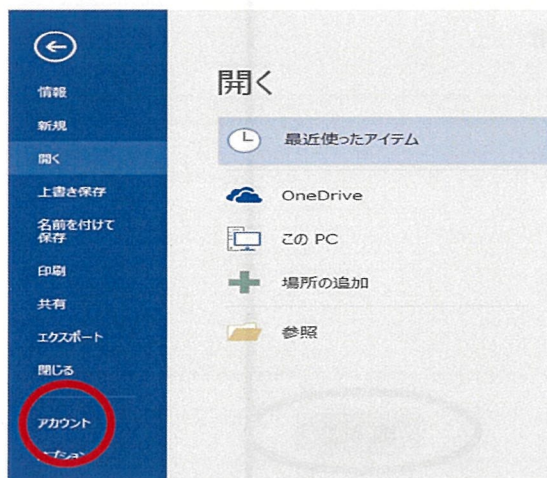 情報
新規
開く
上書き保存
名前を付けて
保存
印刷
共有
エクスポート
閉じる
アカウント
開く
最近使ったアイテム
OneDrive
この PC
場所の追加
参照